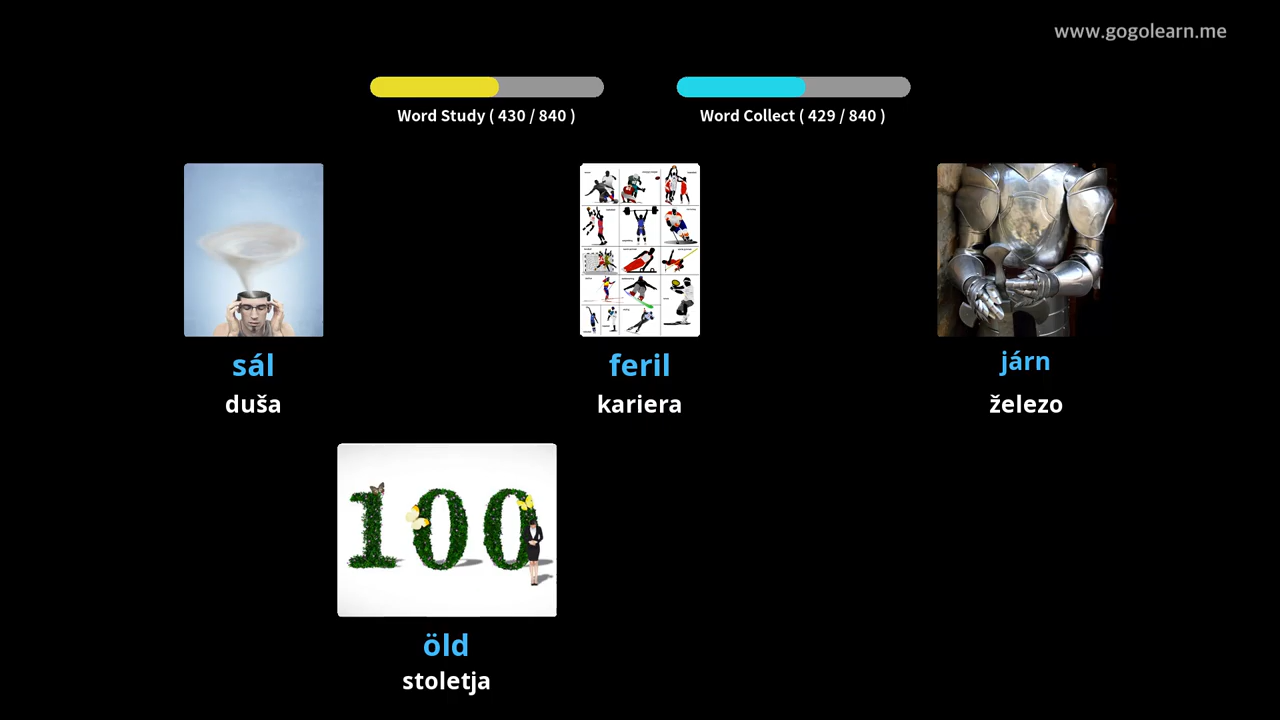 www.gogolearn.me
Word Study ( 430 / 840 )
Word Collect ( 429 / 840 )
sál
feril
járn
duša
kariera
železo
öld
stoletja